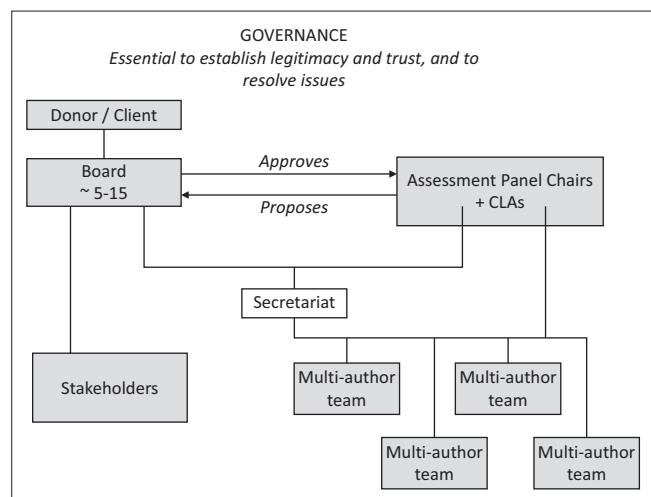 GOVERNANCE
Essential to establish legitimacy and trust, and to
resolve issues
Donor / Client
Board
~ 5-15
Approves
Proposes
Assessment Panel Chairs
+ CLAs
Secretariat
Stakeholders
Multi-author
team
Multi-author
team
Multi-author
team
Multi-author
team